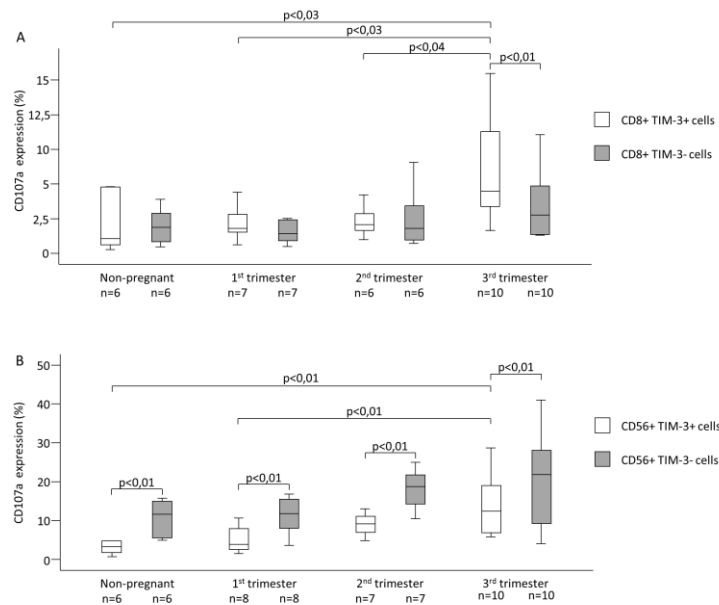 A
p<0,03
p<0,03
p<0,04
p<0,01
CD107a expression (%)
15
12,5
10
5
2,5
0
CD8+ TIM-3+ cells
CD8+ TIM-3- cells
Non-pregnant 1st trimester 2nd trimester 3rd trimester
n=6 n=6 n=7 n=7 n=6 n=6 n=10 n=10
B
p<0,01
p<0,01
p<0,01
p<0,01
p<0,01
p<0,01
CD107a expression (%)
50
40
30
20
10
0
CD56+ TIM-3+ cells
CD56+ TIM-3- cells
Non-pregnant 1st trimester 2nd trimester 3rd trimester
n=6 n=6 n=8 n=8 n=7 n=7 n=10 n=10